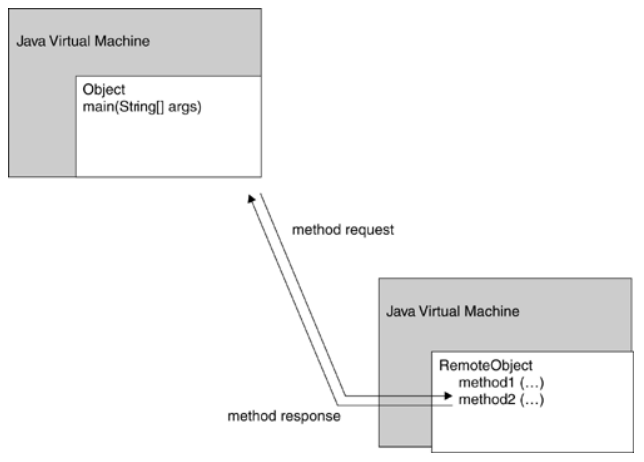 Java Virtual Machine
Object
main(String[] args)
method request
Java Virtual Machine
RemoteObject
method1 (...)
method2 (...)
method response